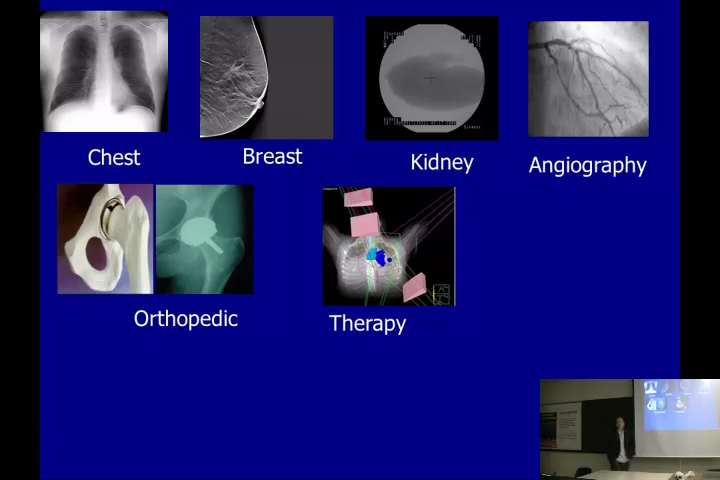 Chest
Breast
Kidney
Angiography
Orthopedic
Therapy